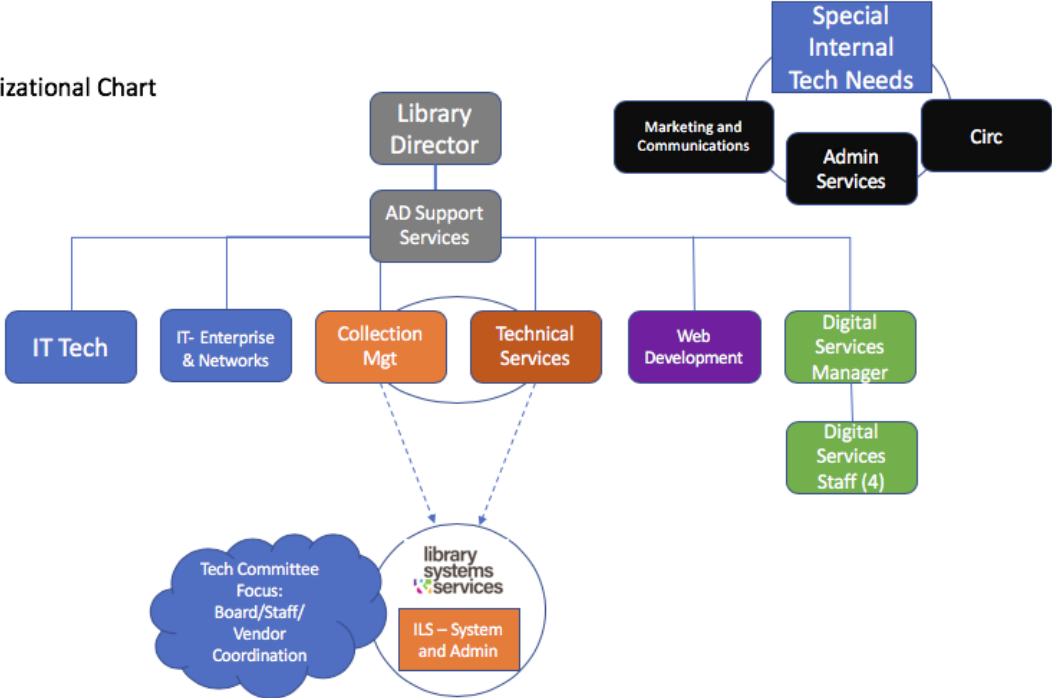 izational Chart
Special
Internal
Tech Needs
Marketing and
Communications
Admin
Services
Circ
Library
Director
AD Support
Services
IT Tech
IT- Enterprise
& Networks
Collection
Mgt
Technical
Services
Web
Development
Digital
Services
Manager
Digital
Services
Staff (4)
Tech Committee
Focus:
Board/Staff/
Vendor
Coordination
library
systems
services
ILS – System
and Admin